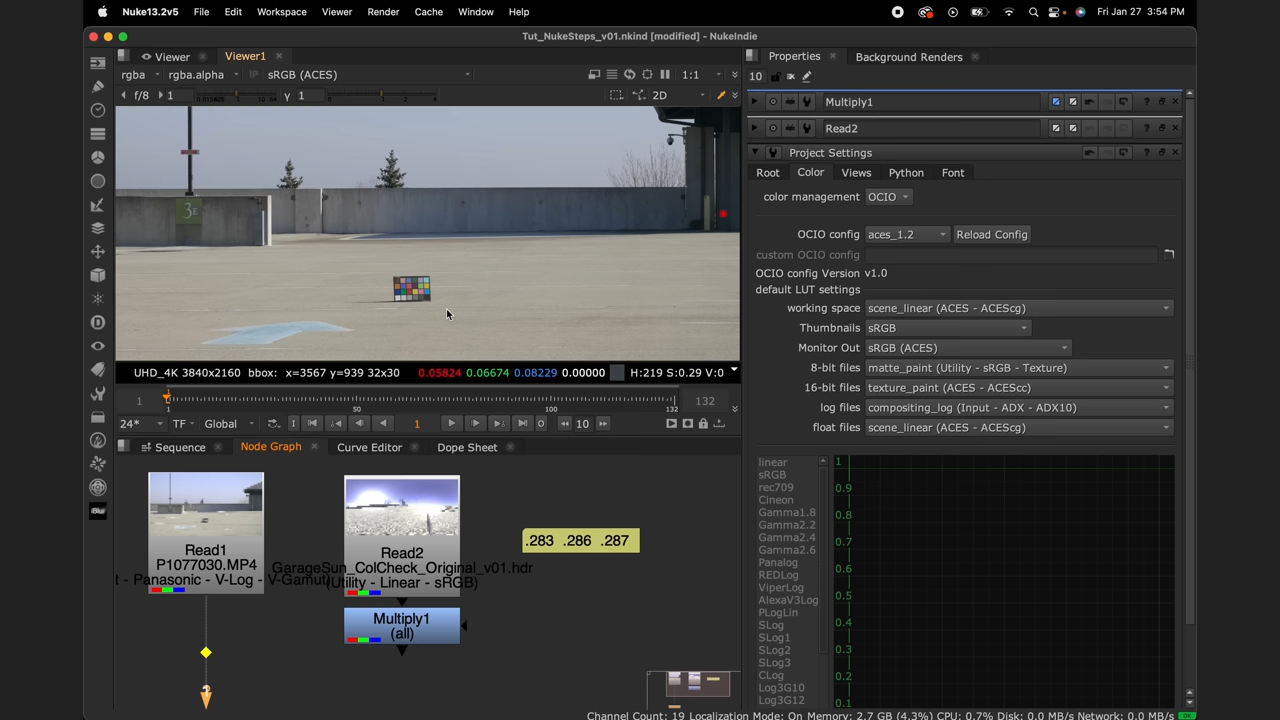 Nuke13.2v5 File Edit Workspace Viewer Render Cache Window Help Fri Jan 27 3:54 PM
Tut_NukeSteps_v01.nkind [modified] - NukeIndie
Viewer Viewer1
rgba rgba.alpha IP sRGB (ACES) 1:1
f/8 1 γ 1 2D
3E
UHD_4K 3840x2160 bbox: x=3567 y=939 32x30 0.05824 0.06674 0.08229 0.00000 H:219 S:0.29 V:0
1 1 1 50 100 132 132
24* TF Global 1 10
Sequence Node Graph Curve Editor Dope Sheet
Read1
P1077030.MP4
t - Panasonic - V-Log - V-Gamut)
Read2
GarageSun_ColCheck_Original_v01.hdr
(Utility - Linear - sRGB)
Multiply1
(all)
.283 .286 .287
Properties Background Renders
10
Multiply1
Read2
Project Settings
Root Color Views Python Font
color management OCIO
OCIO config aces_1.2 Reload Config
custom OCIO config
OCIO config Version v1.0
default LUT settings
working space scene_linear (ACES - ACEScg)
Thumbnails sRGB
Monitor Out sRGB (ACES)
8-bit files matte_paint (Utility - sRGB - Texture)
16-bit files texture_paint (ACES - ACEScc)
log files compositing_log (Input - ADX - ADX10)
float files scene_linear (ACES - ACEScg)
linear
sRGB
rec709
Cineon
Gamma1.8
Gamma2.2
Gamma2.4
Gamma2.6
Panalog
REDLog
ViperLog
AlexaV3Log
PLogLin
SLog
SLog1
SLog2
SLog3
CLog
Log3G10
Log3G12
1
0.9
0.8
0.7
0.6
0.5
0.4
0.3
0.2
0.1
Channel Count: 19 Localization Mode: On Memory: 2.7 GB (4.3%) CPU: 0.7% Disk: 0.0 MB/s Network: 0.0 MB/s